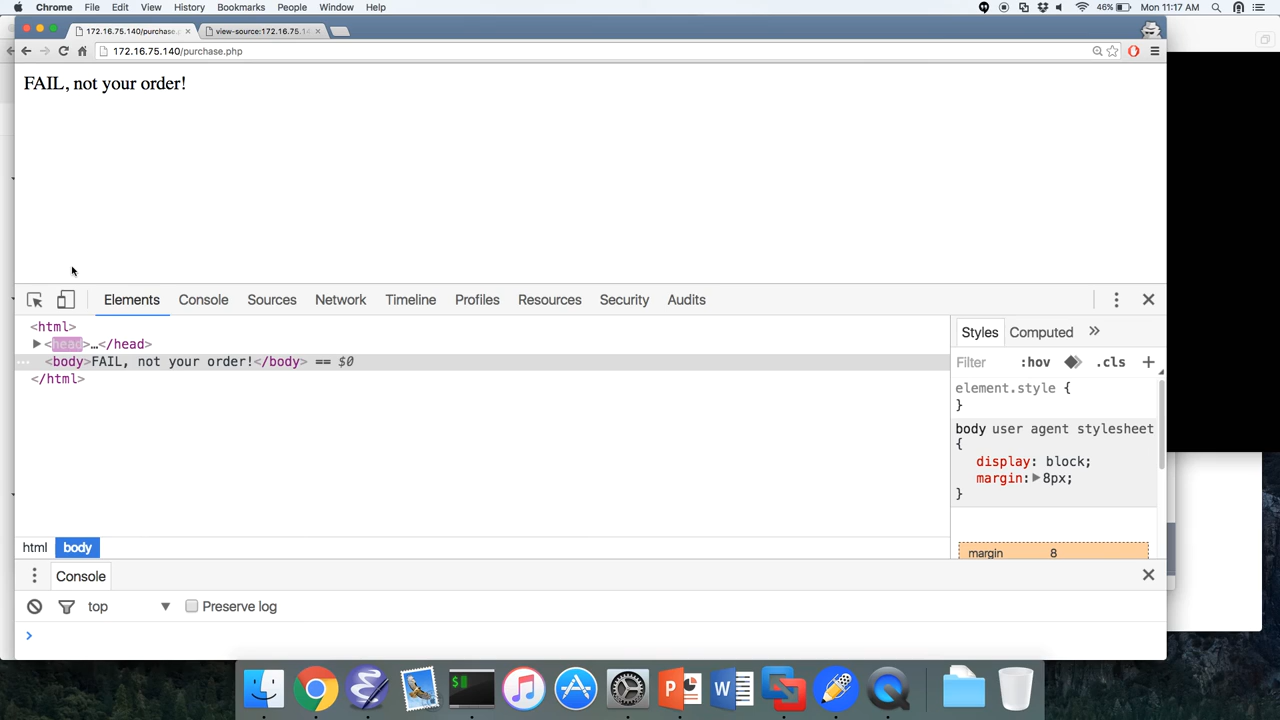 Chrome File Edit View History Bookmarks People Window Help 46% Mon 11:17 AM
172.16.75.140/purchase. view-source:172.16.75.1
172.16.75.140/purchase.php
FAIL, not your order!
Elements Console Sources Network Timeline Profiles Resources Security Audits
<html>
<head>…</head>
<body>FAIL, not your order!</body> == $0
</html>
Styles Computed »
Filter :hov .cls +
element.style {
}
body user agent stylesheet
{
display: block;
margin: 8px;
}
margin 8
html body
Console
top Preserve log
>
$